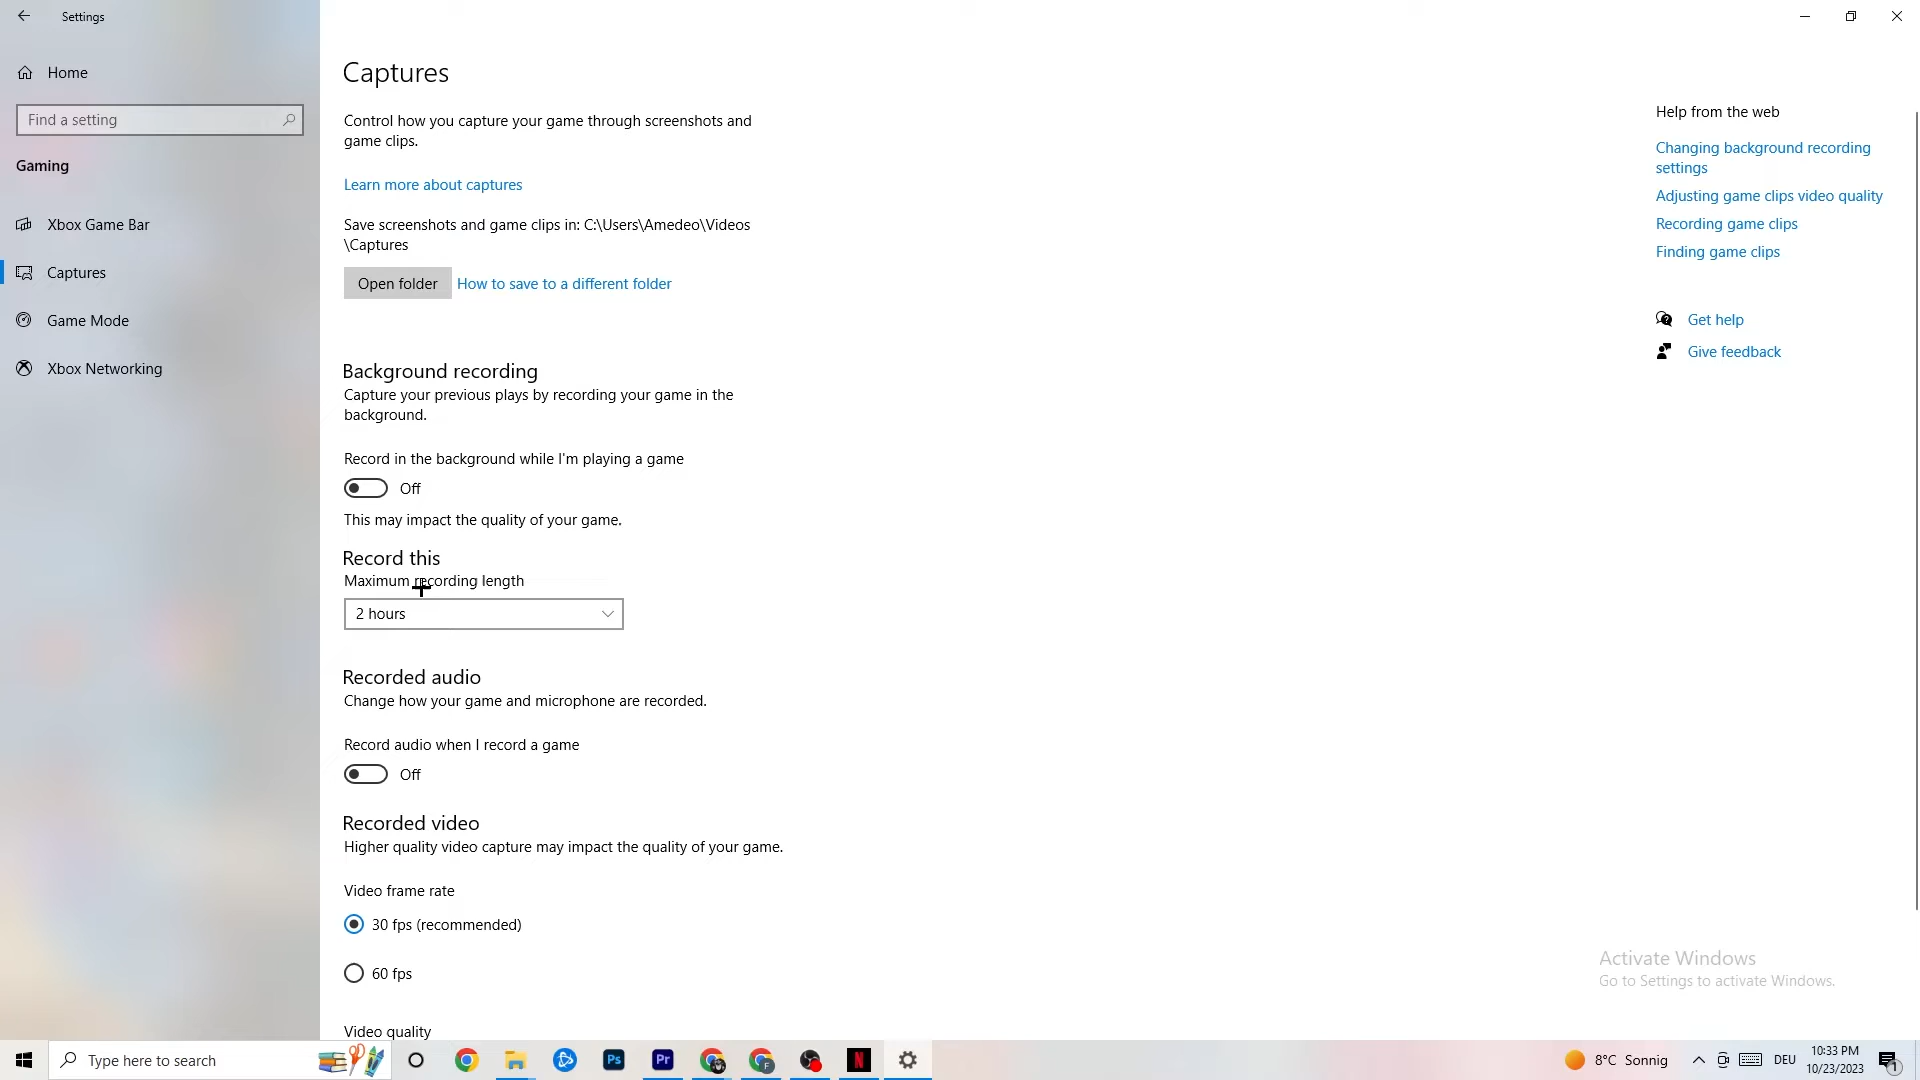 Settings
Home
Find a setting
Gaming
Xbox Game Bar
Captures
Game Mode
Xbox Networking
Captures
Control how you capture your game through screenshots and
game clips.
Learn more about captures
Save screenshots and game clips in: C:\Users\Amedeo\Videos
\Captures
Open folder
How to save to a different folder
Background recording
Capture your previous plays by recording your game in the
background.
Record in the background while I'm playing a game
Off
This may impact the quality of your game.
Record this
Maximum recording length
2 hours
Recorded audio
Change how your game and microphone are recorded.
Record audio when I record a game
Off
Recorded video
Higher quality video capture may impact the quality of your game.
Video frame rate
30 fps (recommended)
60 fps
Video quality
Help from the web
Changing background recording
settings
Adjusting game clips video quality
Recording game clips
Finding game clips
Get help
Give feedback
Activate Windows
Go to Settings to activate Windows.
Type here to search
Ps
Pr
F
N
8°C Sonnig
DEU
10:33 PM
10/23/2023
1